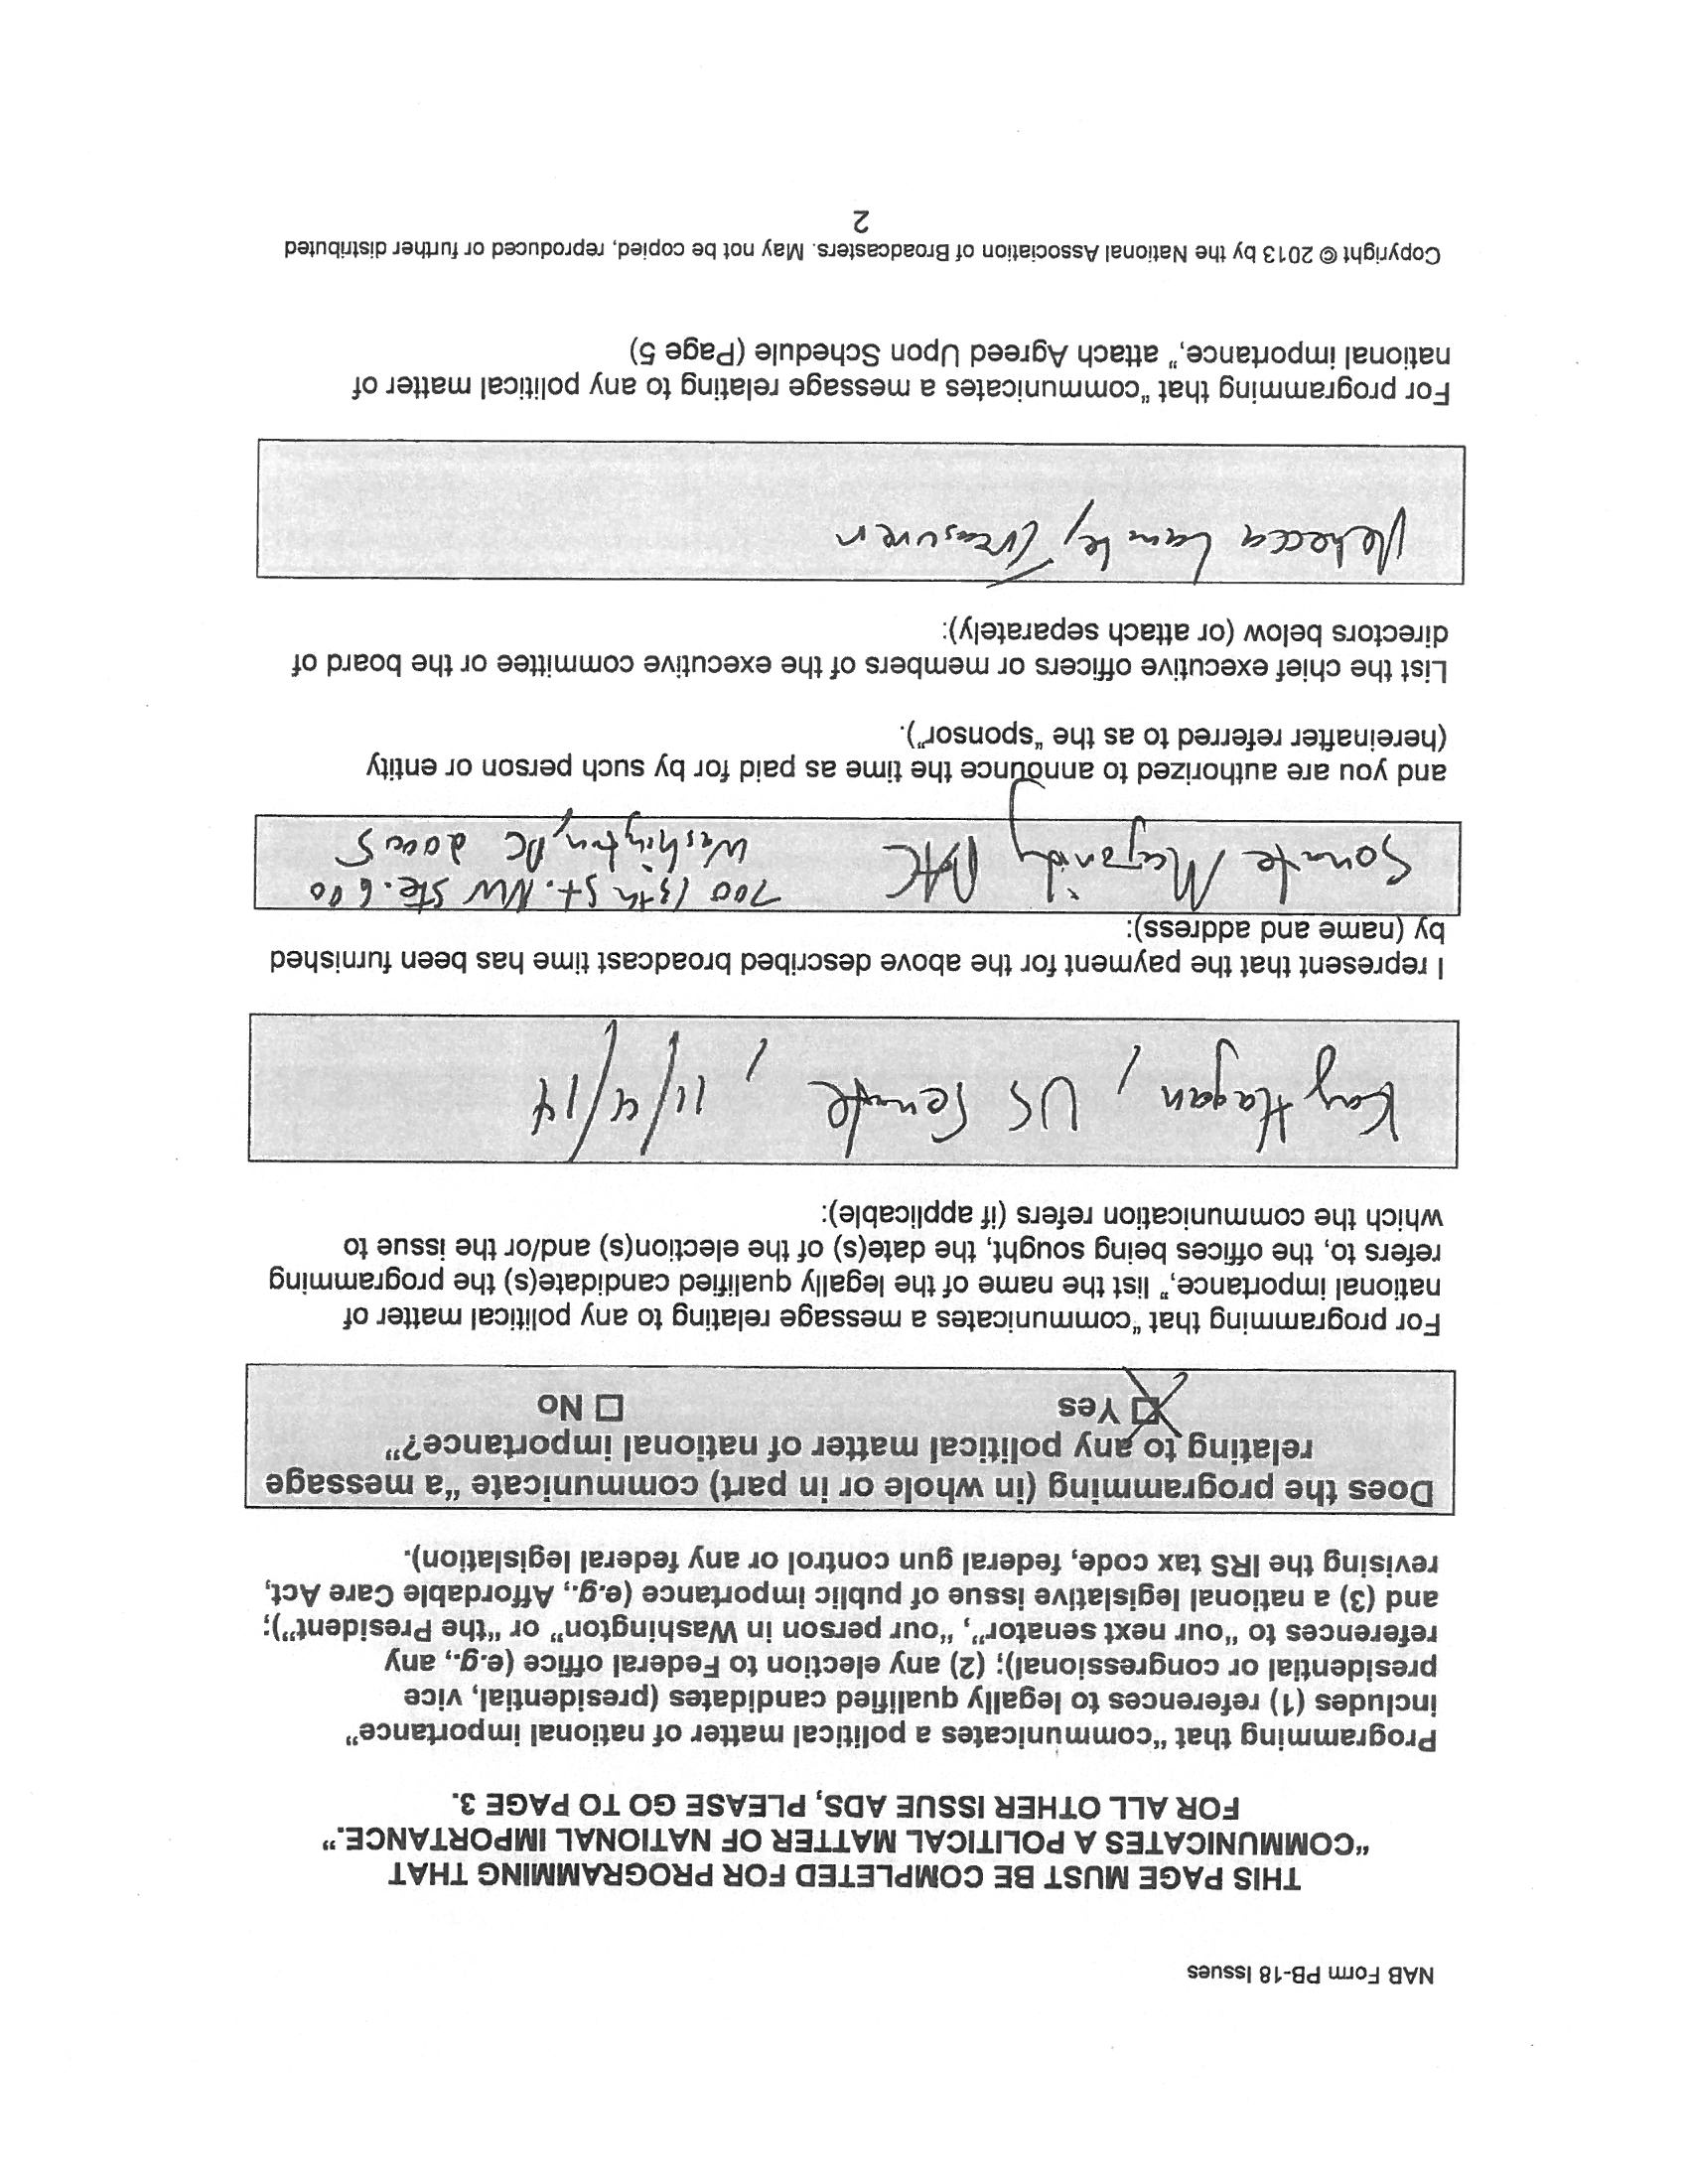 NAB Form PB-18 Issues
THIS PAGE MUST BE COMPLETED FOR PROGRAMMING THAT
“COMMUNICATES A POLITICAL MATTER OF NATIONAL IMPORTANCE.”
FOR ALL OTHER ISSUE ADS, PLEASE GO TO PAGE 3.
Programming that “communicates a political matter of national importance”
includes (1) references to legally qualified candidates (presidential, vice
presidential or congressional); (2) any election to Federal office (e.g., any
references to “our next senator”, “our person in Washington” or “the President”);
and (3) a national legislative issue of public importance (e.g., Affordable Care Act,
revising the IRS tax code, federal gun control or any federal legislation).
Does the programming (in whole or in part) communicate “a message
relating to any political matter of national importance?”
☒ Yes ☐ No
For programming that “communicates a message relating to any political matter of
national importance,” list the name of the legally qualified candidate(s) the programming
refers to, the offices being sought, the date(s) of the election(s) and/or the issue to
which the communication refers (if applicable):
Kay Hagan, US Senate, 11/4/14
I represent that the payment for the above described broadcast time has been furnished
by (name and address):
Senate Majority PAC 700 13th St. NW Ste. 600
Washington, DC 20005
and you are authorized to announce the time as paid for by such person or entity
(hereinafter referred to as the “sponsor”).
List the chief executive officers or members of the executive committee or the board of
directors below (or attach separately):
Rebecca Lambe, Treasurer
For programming that “communicates a message relating to any political matter of
national importance,” attach Agreed Upon Schedule (Page 5)
Copyright © 2013 by the National Association of Broadcasters. May not be copied, reproduced or further distributed
2